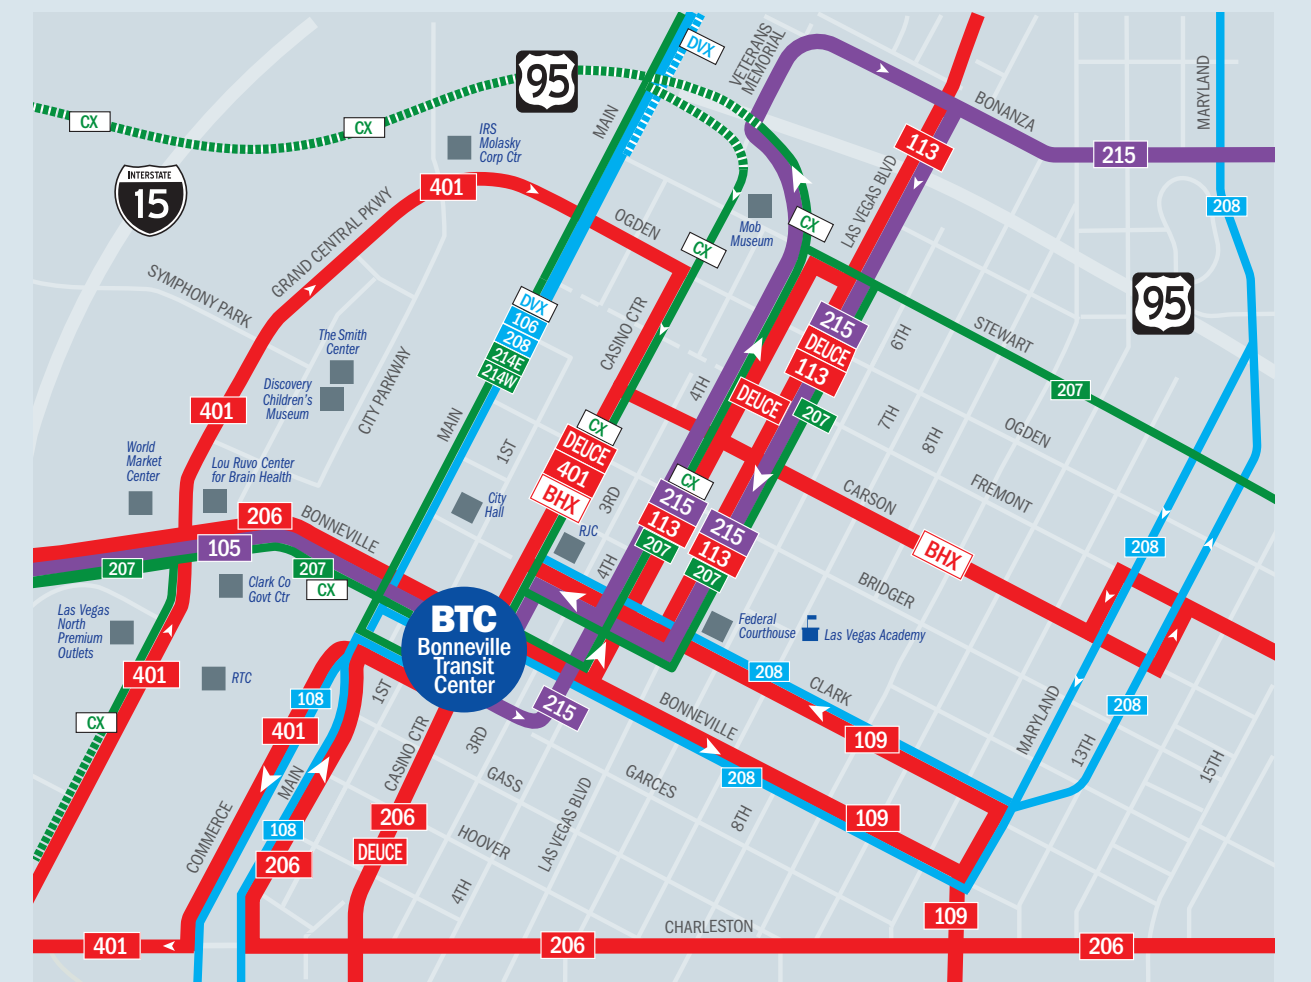 DVX
VETERANS
MEMORIAL
MARYLAND
95
CX
CX
MAIN
BONANZA
IRS
Molasky
Corp Ctr
113
215
INTERSTATE
15
401
LAS VEGAS BLVD
208
GRAND CENTRAL PKWY
OGDEN
Mob
Museum
CX
CX
SYMPHONY PARK
95
DVX
106
208
214E
214W
CASINO CTR
215
DEUCE
113
6TH
STEWART
The Smith
Center
Discovery
Children's
Museum
CITY PARKWAY
4TH
DEUCE
207
207
401
MAIN
CX
7TH
8TH
OGDEN
World
Market
Center
Lou Ruvo Center
for Brain Health
1ST
DEUCE
401
BHX
CX
215
113
207
CARSON
FREMONT
206
BONNEVILLE
City
Hall
3RD
RJC
215
113
207
105
207
207
CX
4TH
BHX
208
Clark Co
Govt Ctr
BRIDGER
Las Vegas
North
Premium
Outlets
BTC
Bonneville
Transit
Center
Federal
Courthouse
Las Vegas Academy
401
RTC
108
1ST
208
CLARK
208
CX
401
215
BONNEVILLE
MARYLAND
CASINO CTR
3RD
109
13TH
15TH
MAIN
GASS
GARCES
208
COMMERCE
108
206
206
DEUCE
HOOVER
LAS VEGAS BLVD
8TH
109
4TH
CHARLESTON
109
401
206
206